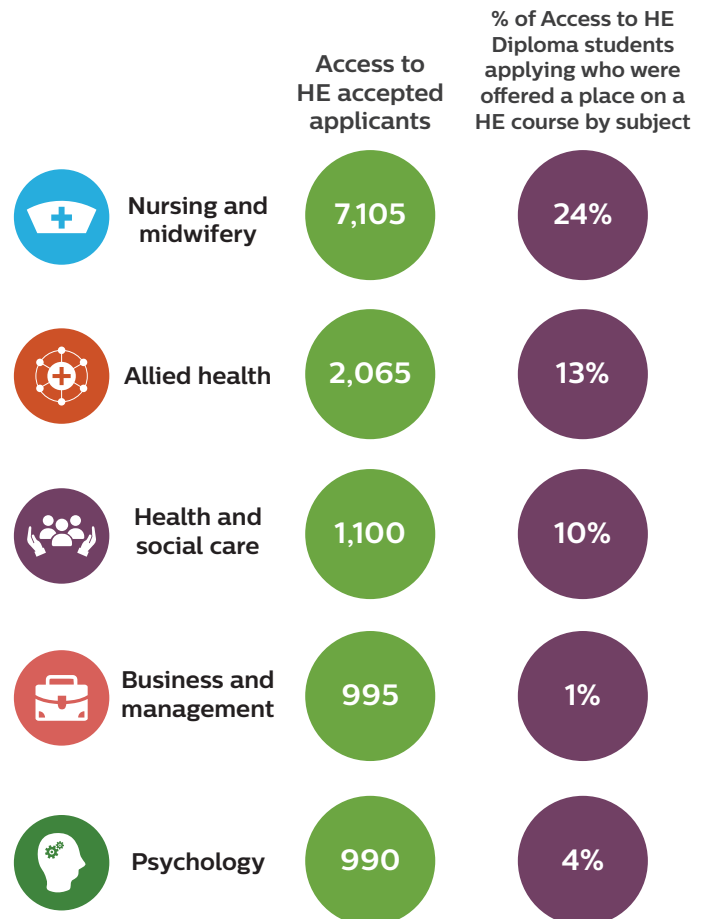 Access to
HE accepted
applicants
% of Access to HE
Diploma students
applying who were
offered a place on a
HE course by subject
Nursing and
midwifery
7,105
24%
Allied health
2,065
13%
Health and
social care
1,100
10%
Business and
management
995
1%
Psychology
990
4%